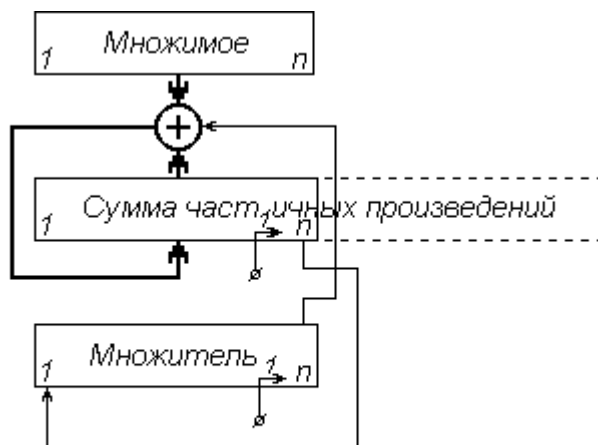 Множимое
1 n
+
Сумма частичных произведений
1 1 n
Множитель
1 1 n